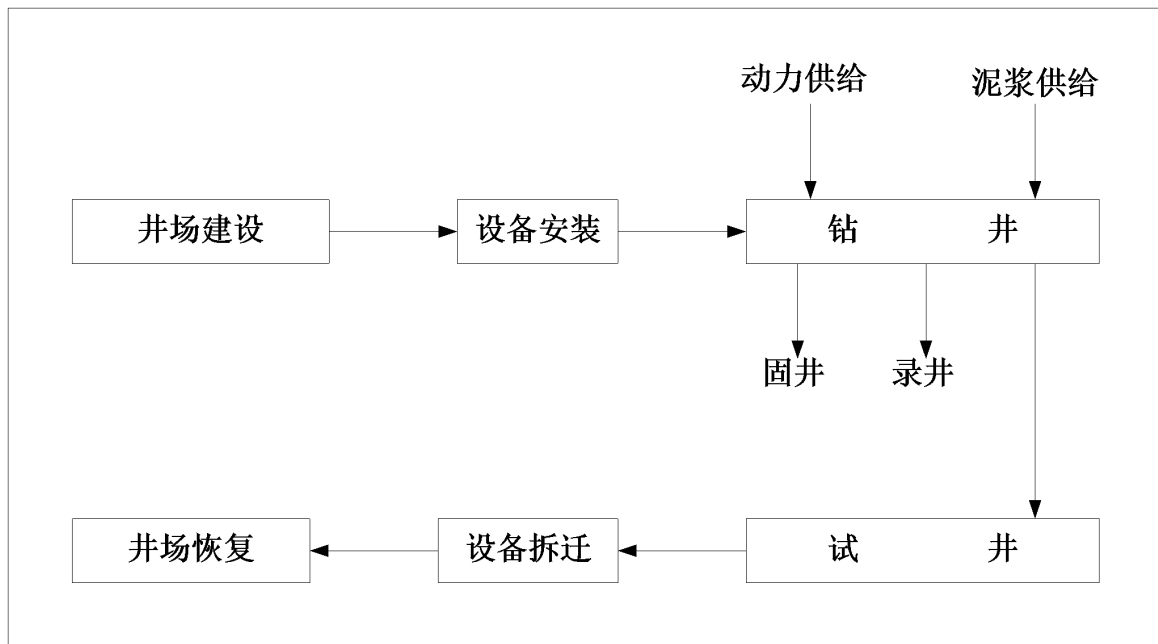 动力供给
泥浆供给
井场建设
设备安装
钻 井
固井
录井
井场恢复
设备拆迁
试 井